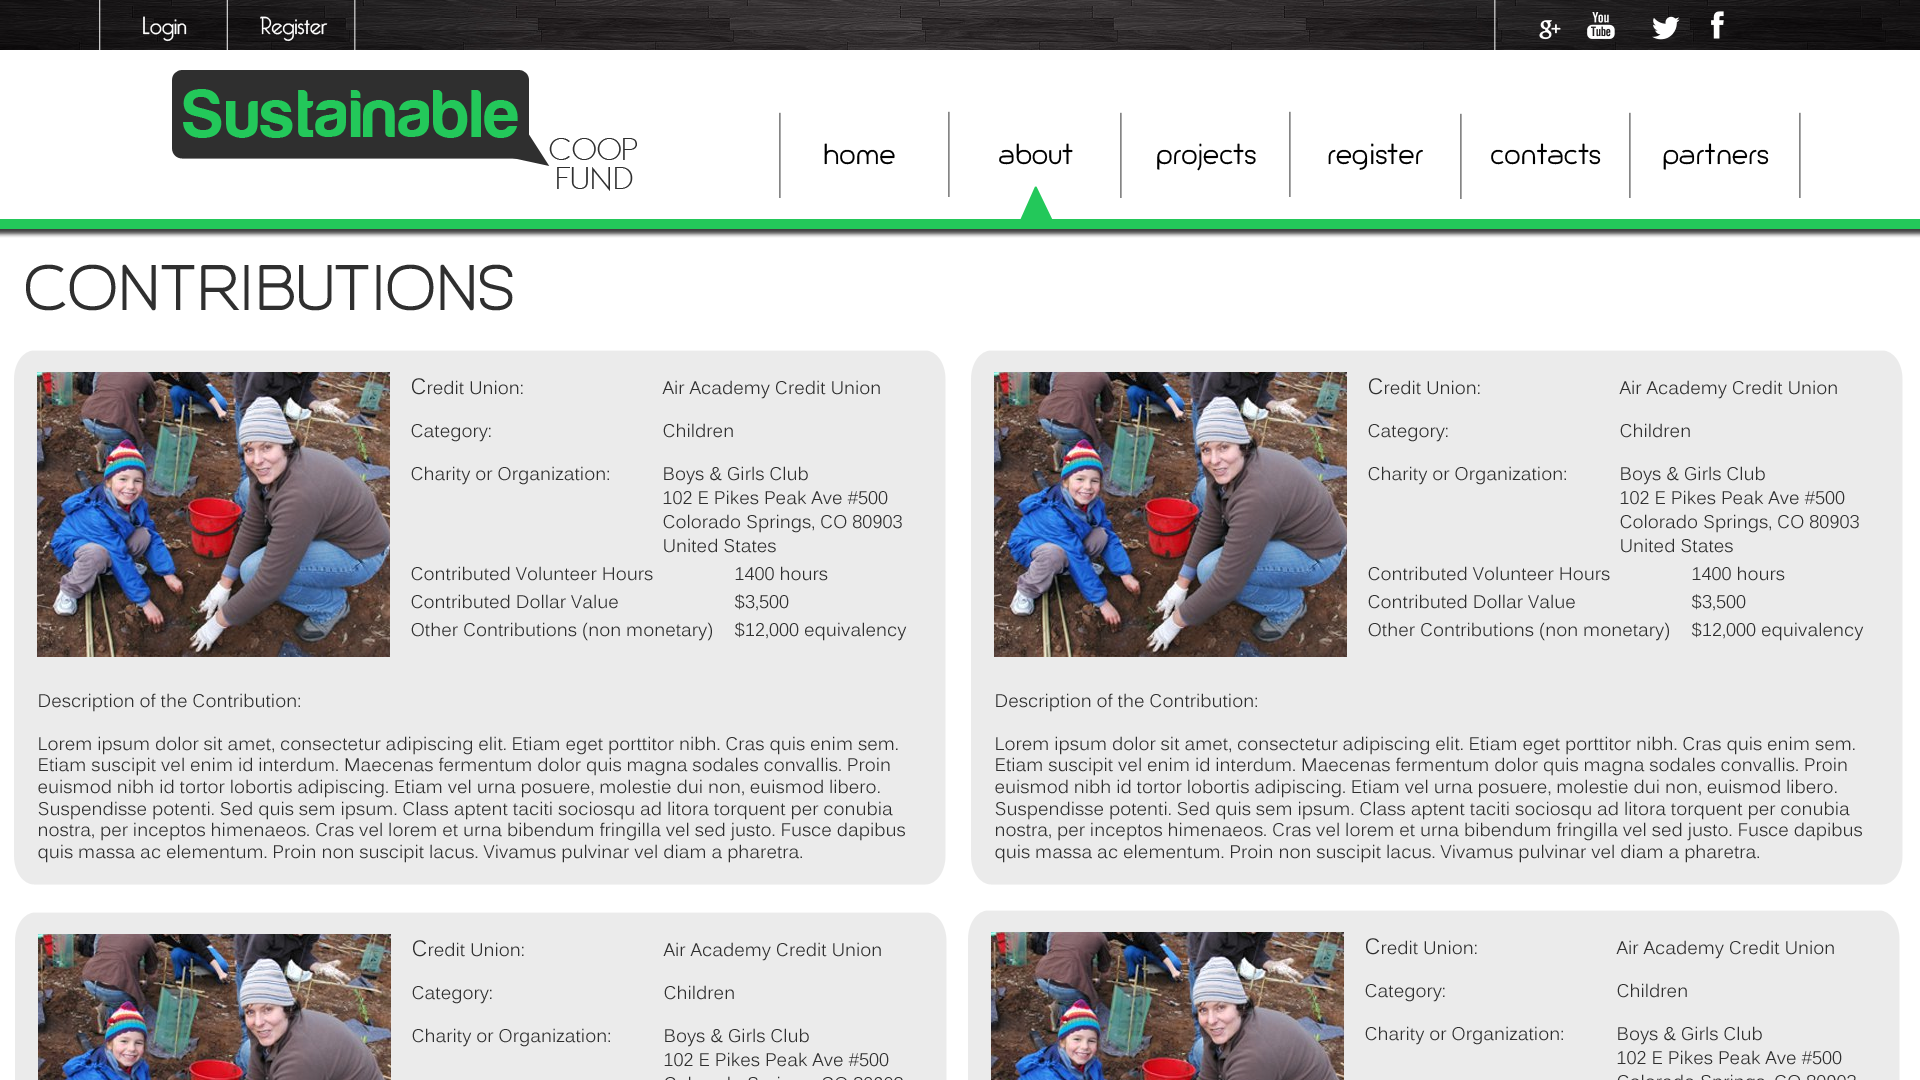 Login
Register
g+
You
Tube
Sustainable
COOP
FUND
home
about
projects
register
contacts
partners
CONTRIBUTIONS
Credit Union: Air Academy Credit Union
Category: Children
Charity or Organization: Boys & Girls Club
102 E Pikes Peak Ave #500
Colorado Springs, CO 80903
United States
Contributed Volunteer Hours 1400 hours
Contributed Dollar Value $3,500
Other Contributions (non monetary) $12,000 equivalency
Description of the Contribution:
Lorem ipsum dolor sit amet, consectetur adipiscing elit. Etiam eget porttitor nibh. Cras quis enim sem.
Etiam suscipit vel enim id interdum. Maecenas fermentum dolor quis magna sodales convallis. Proin
euismod nibh id tortor lobortis adipiscing. Etiam vel urna posuere, molestie dui non, euismod libero.
Suspendisse potenti. Sed quis sem ipsum. Class aptent taciti sociosqu ad litora torquent per conubia
nostra, per inceptos himenaeos. Cras vel lorem et urna bibendum fringilla vel sed justo. Fusce dapibus
quis massa ac elementum. Proin non suscipit lacus. Vivamus pulvinar vel diam a pharetra.
Credit Union: Air Academy Credit Union
Category: Children
Charity or Organization: Boys & Girls Club
102 E Pikes Peak Ave #500
Colorado Springs, CO 80903
United States
Contributed Volunteer Hours 1400 hours
Contributed Dollar Value $3,500
Other Contributions (non monetary) $12,000 equivalency
Description of the Contribution:
Lorem ipsum dolor sit amet, consectetur adipiscing elit. Etiam eget porttitor nibh. Cras quis enim sem.
Etiam suscipit vel enim id interdum. Maecenas fermentum dolor quis magna sodales convallis. Proin
euismod nibh id tortor lobortis adipiscing. Etiam vel urna posuere, molestie dui non, euismod libero.
Suspendisse potenti. Sed quis sem ipsum. Class aptent taciti sociosqu ad litora torquent per conubia
nostra, per inceptos himenaeos. Cras vel lorem et urna bibendum fringilla vel sed justo. Fusce dapibus
quis massa ac elementum. Proin non suscipit lacus. Vivamus pulvinar vel diam a pharetra.
Credit Union: Air Academy Credit Union
Category: Children
Charity or Organization: Boys & Girls Club
102 E Pikes Peak Ave #500
Credit Union: Air Academy Credit Union
Category: Children
Charity or Organization: Boys & Girls Club
102 E Pikes Peak Ave #500